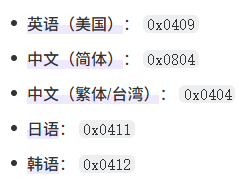 • 英语（美国）： 0x0409
• 中文（简体）： 0x0804
• 中文（繁体/台湾）： 0x0404
• 日语： 0x0411
• 韩语： 0x0412